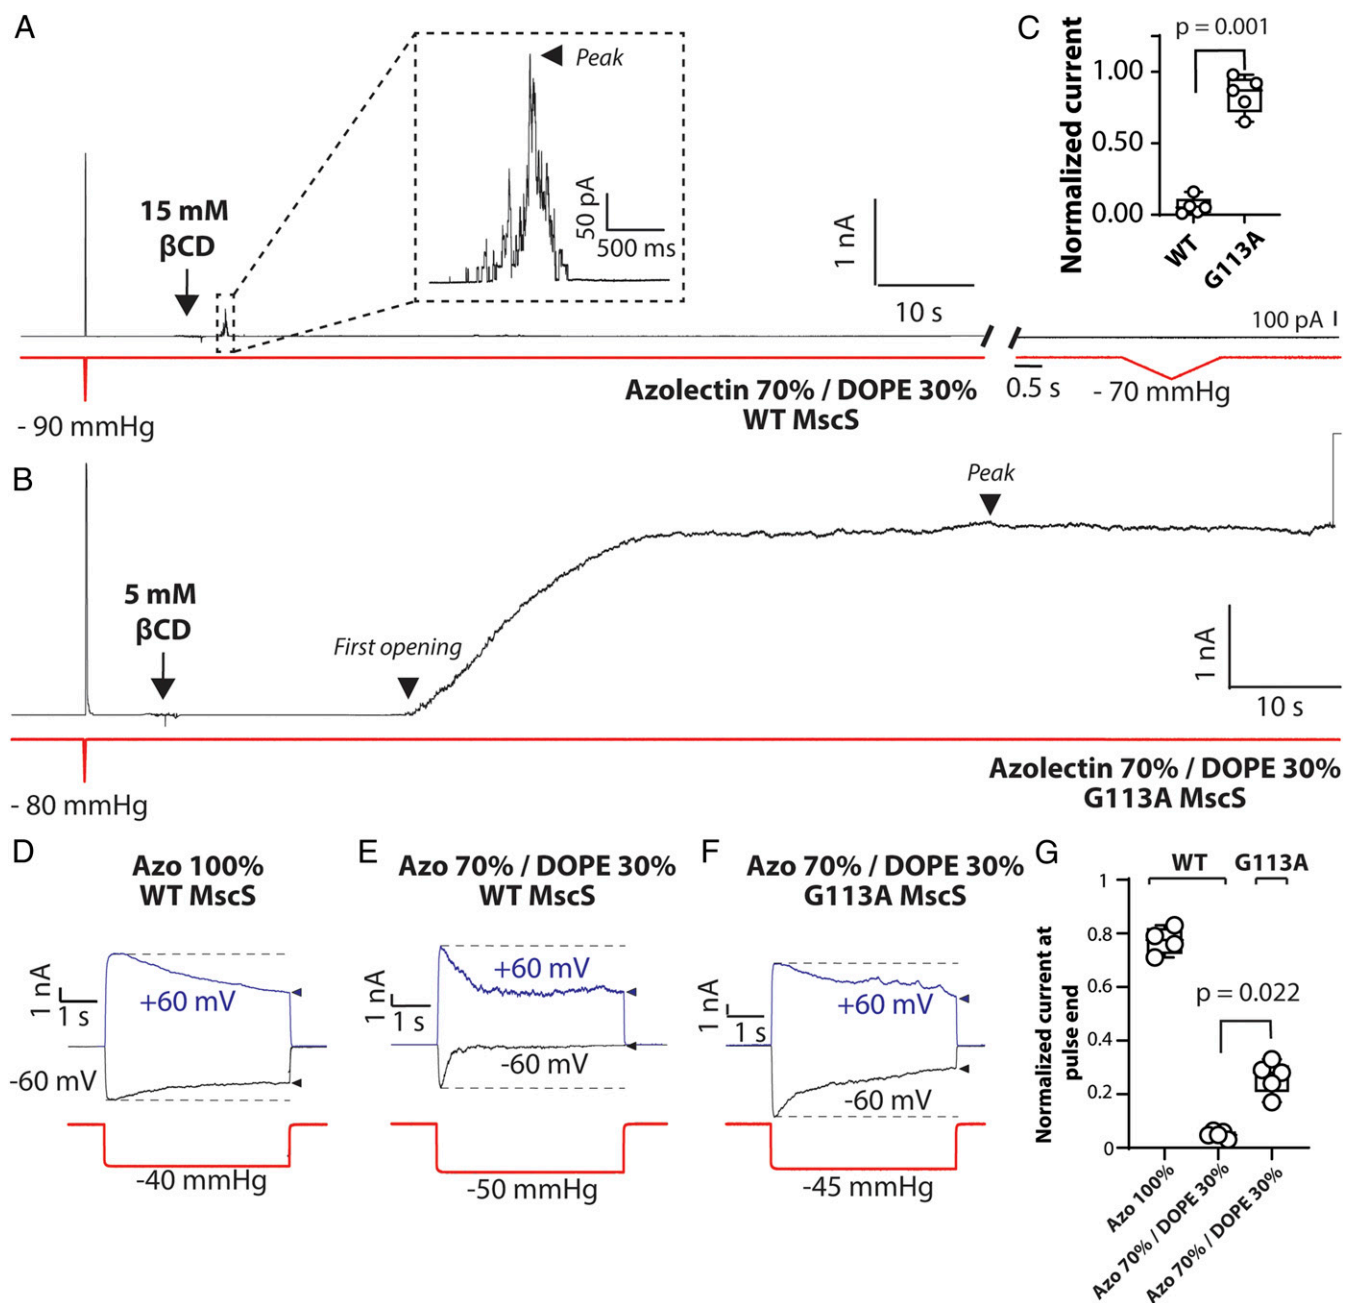 A
Peak
50 pA
500 ms
15 mM
βCD
1 nA
10 s
100 pA
- 90 mmHg
Azolectin 70% / DOPE 30%
WT MscS
0.5 s
- 70 mmHg
C
p = 0.001
Normalized current
1.00
0.50
0.00
WT
G113A
B
Peak
5 mM
βCD
First opening
1 nA
10 s
- 80 mmHg
Azolectin 70% / DOPE 30%
G113A MscS
D
Azo 100%
WT MscS
1 nA
1 s
+60 mV
-60 mV
-40 mmHg
E
Azo 70% / DOPE 30%
WT MscS
1 nA
1 s
+60 mV
-60 mV
-50 mmHg
F
Azo 70% / DOPE 30%
G113A MscS
1 nA
1 s
+60 mV
-60 mV
-45 mmHg
G
WT
G113A
Normalized current at
pulse end
1
0.8
0.6
0.4
0.2
0
p = 0.022
Azo 100%
Azo 70% / DOPE 30%
Azo 70% / DOPE 30%